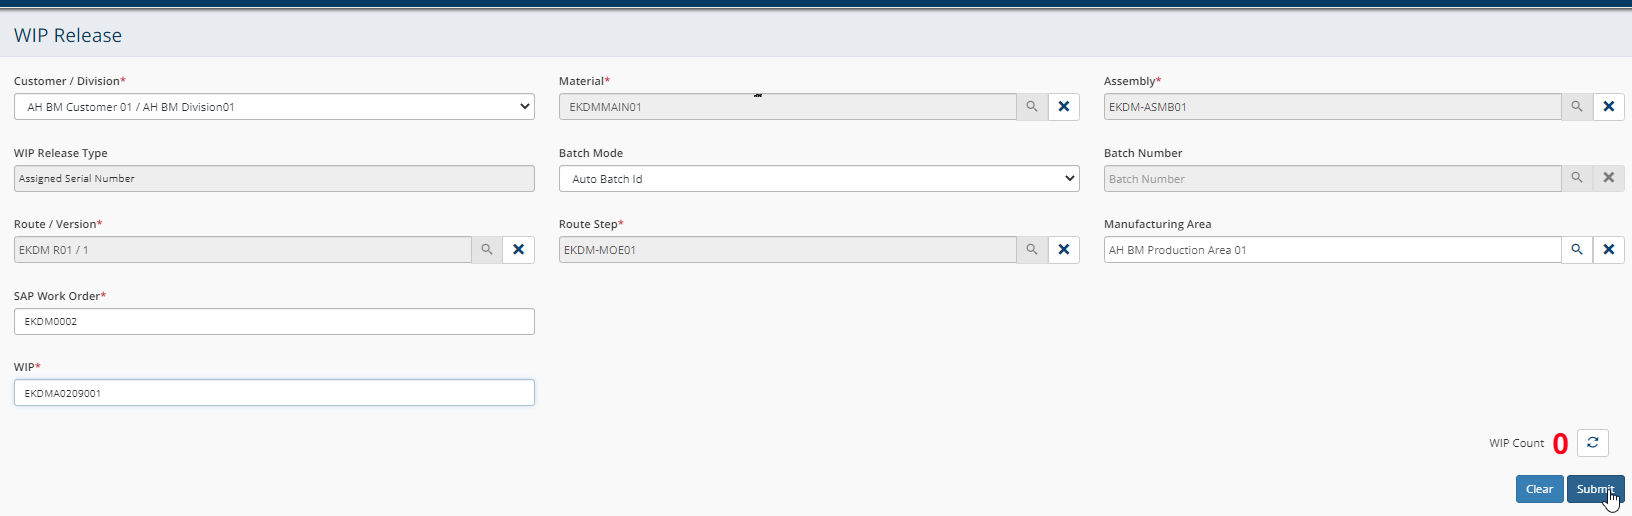 WIP Release
Customer / Division* Material* Assembly*
AH BM Customer 01 / AH BM Division01 EKDMMAIN01 EKDM-ASMB01
WIP Release Type Batch Mode Batch Number
Assigned Serial Number Auto Batch Id Batch Number
Route / Version* Route Step* Manufacturing Area
EKDM R01 / 1 EKDM-MOE01 AH BM Production Area 01
SAP Work Order*
EKDM0002
WIP*
EKDMA0209001
WIP Count 0
Clear Submit